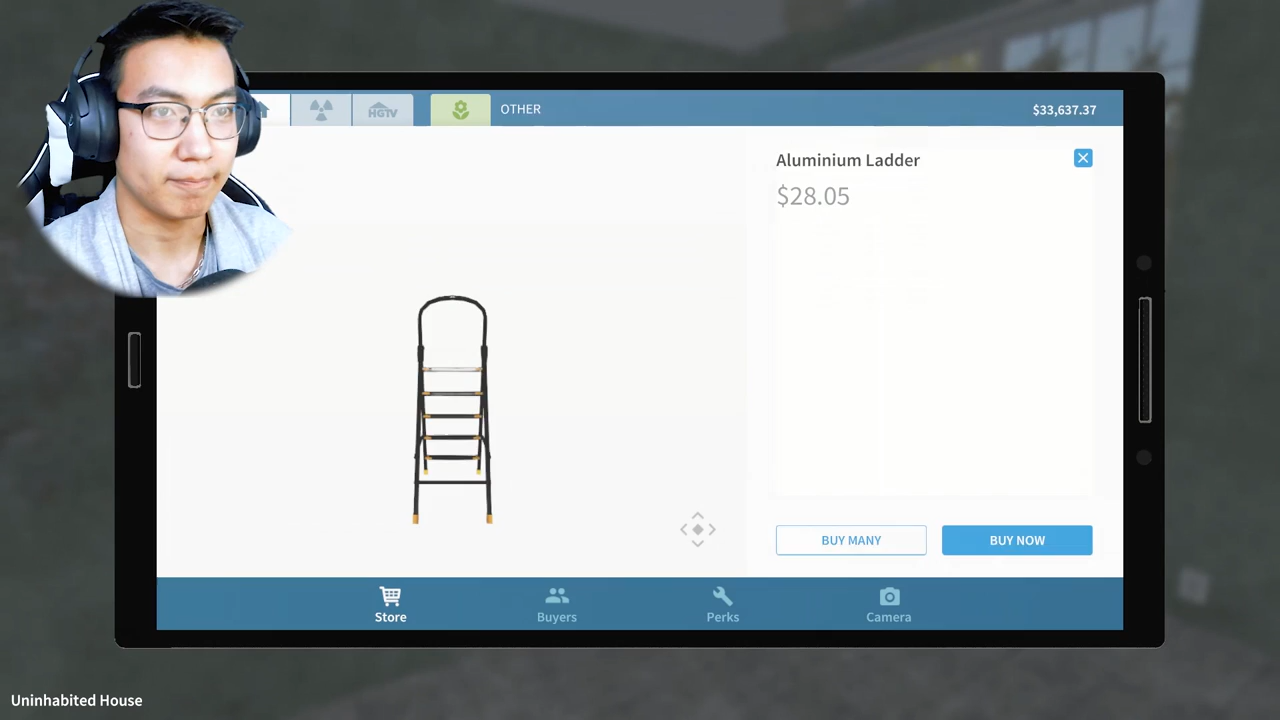 HGTV
OTHER
$33,637.37
Aluminium Ladder
$28.05
BUY MANY
BUY NOW
Store
Buyers
Perks
Camera
Uninhabited House